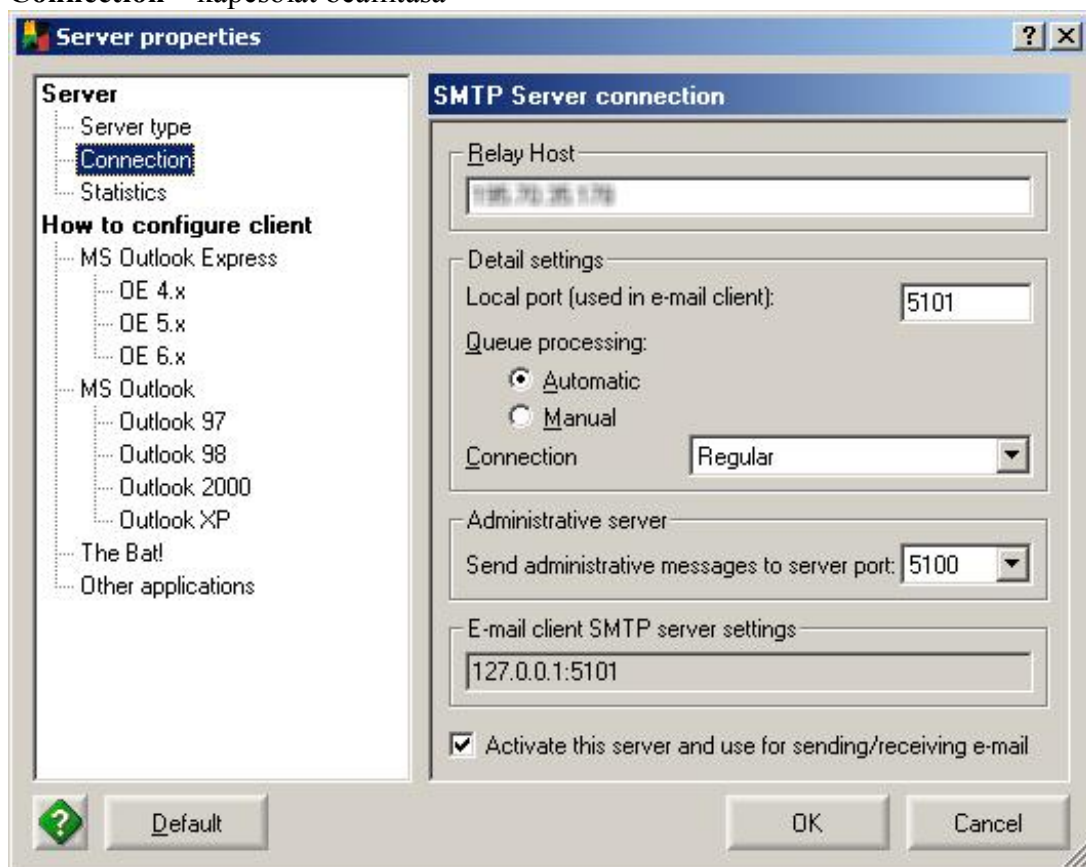 Server properties
Server
Server type
Connection
Statistics
How to configure client
MS Outlook Express
OE 4.x
OE 5.x
OE 6.x
MS Outlook
Outlook 97
Outlook 98
Outlook 2000
Outlook XP
The Bat!
Other applications
SMTP Server connection
Relay Host
Detail settings
Local port (used in e-mail client): 5101
Queue processing:
Automatic
Manual
Connection Regular
Administrative server
Send administrative messages to server port: 5100
E-mail client SMTP server settings
127.0.0.1:5101
Activate this server and use for sending/receiving e-mail
Default
OK
Cancel